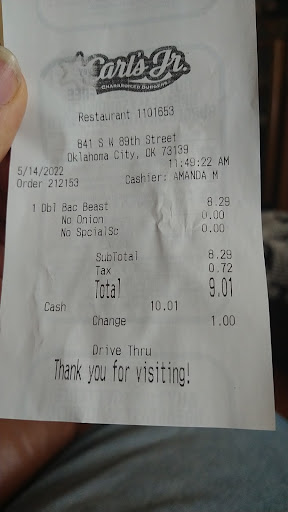 Carl's Jr.
CHARBROILED BURGERS
Restaurant 1101653
841 S W 89th Street
Oklahoma City, OK 73139
5/14/2022 11:49:22 AM
Order 212153 Cashier: AMANDA M
1 Dbl Bac Beast 8.29
No Onion 0.00
No SpcialSc 0.00
SubTotal 8.29
Tax 0.72
Total 9.01
Cash 10.01
Change 1.00
Drive Thru
Thank you for visiting!